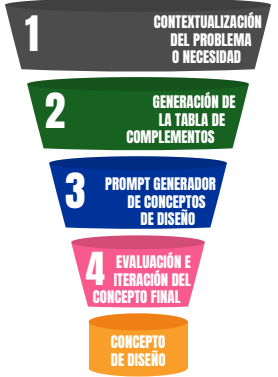 1
CONTEXTUALIZACIÓN
DEL PROBLEMA
O NECESIDAD
2
GENERACIÓN DE
LA TABLA DE
COMPLEMENTOS
3
PROMPT GENERADOR
DE CONCEPTOS
DE DISEÑO
4
EVALUACIÓN E
ITERACIÓN DEL
CONCEPTO FINAL
CONCEPTO
DE DISEÑO